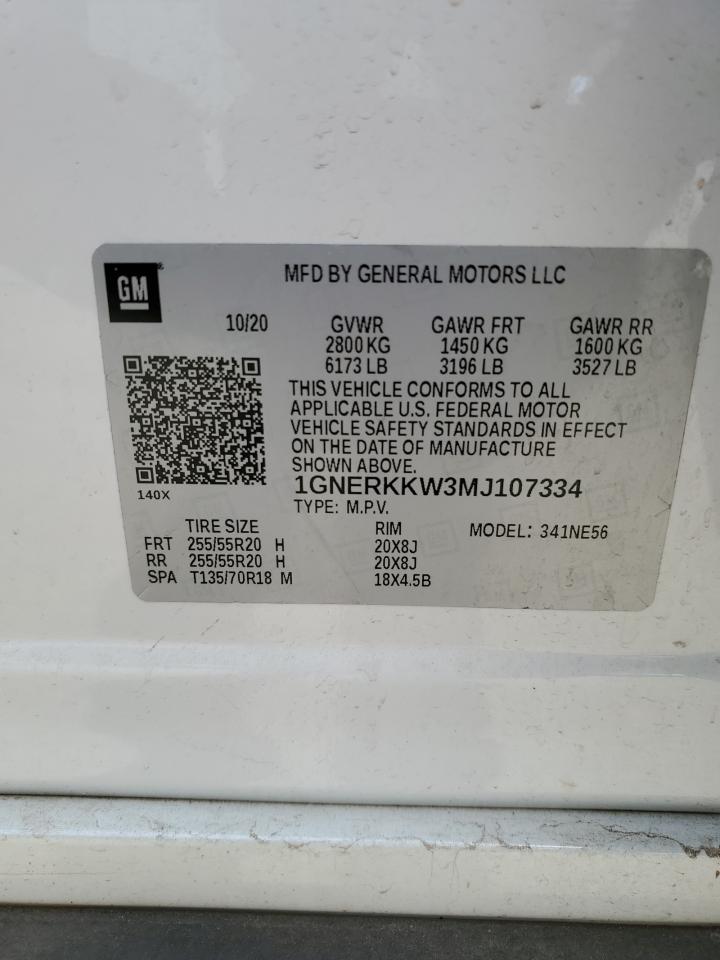 GM
MFD BY GENERAL MOTORS LLC
10/20 GVWR GAWR FRT GAWR RR
2800 KG 1450 KG 1600 KG
6173 LB 3196 LB 3527 LB
THIS VEHICLE CONFORMS TO ALL
APPLICABLE U.S. FEDERAL MOTOR
VEHICLE SAFETY STANDARDS IN EFFECT
ON THE DATE OF MANUFACTURE
SHOWN ABOVE.
140X
1GNERKKW3MJ107334
TYPE: M.P.V.
TIRE SIZE RIM MODEL: 341NE56
FRT 255/55R20 H 20X8J
RR 255/55R20 H 20X8J
SPA T135/70R18 M 18X4.5B